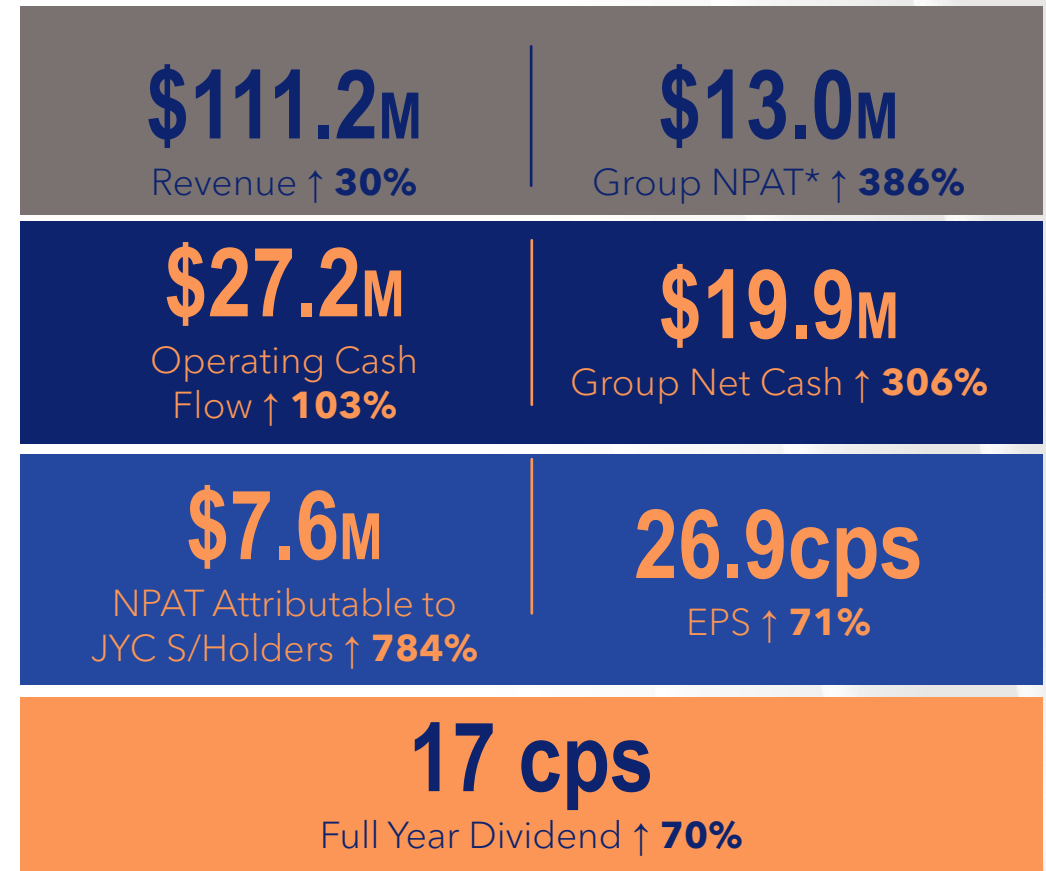 $111.2M
Revenue ↑ 30%
$13.0M
Group NPAT* ↑ 386%
$27.2M
Operating Cash
Flow ↑ 103%
$19.9M
Group Net Cash ↑ 306%
$7.6M
NPAT Attributable to
JYC S/Holders ↑ 784%
26.9cps
EPS ↑ 71%
17 cps
Full Year Dividend ↑ 70%